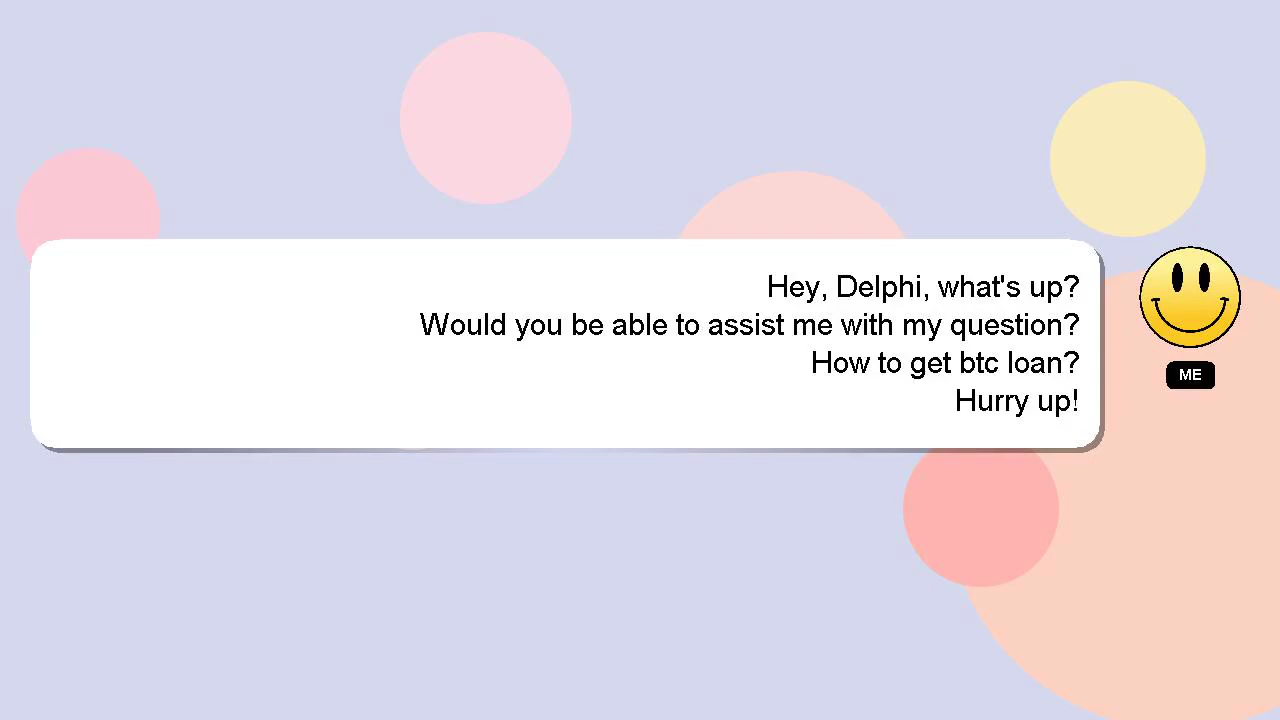 Hey, Delphi, what's up?
Would you be able to assist me with my question?
How to get btc loan?
Hurry up!
ME